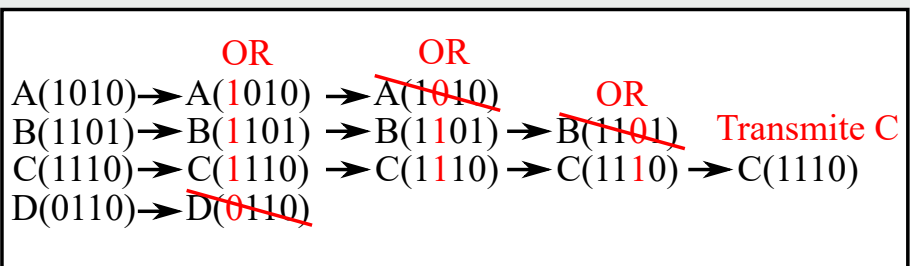 OR OR
A(1010) A(1010) A(1010) OR
B(1101) B(1101) B(1101) B(1101) Transmite C
C(1110) C(1110) C(1110) C(1110) C(1110)
D(0110) D(0110)